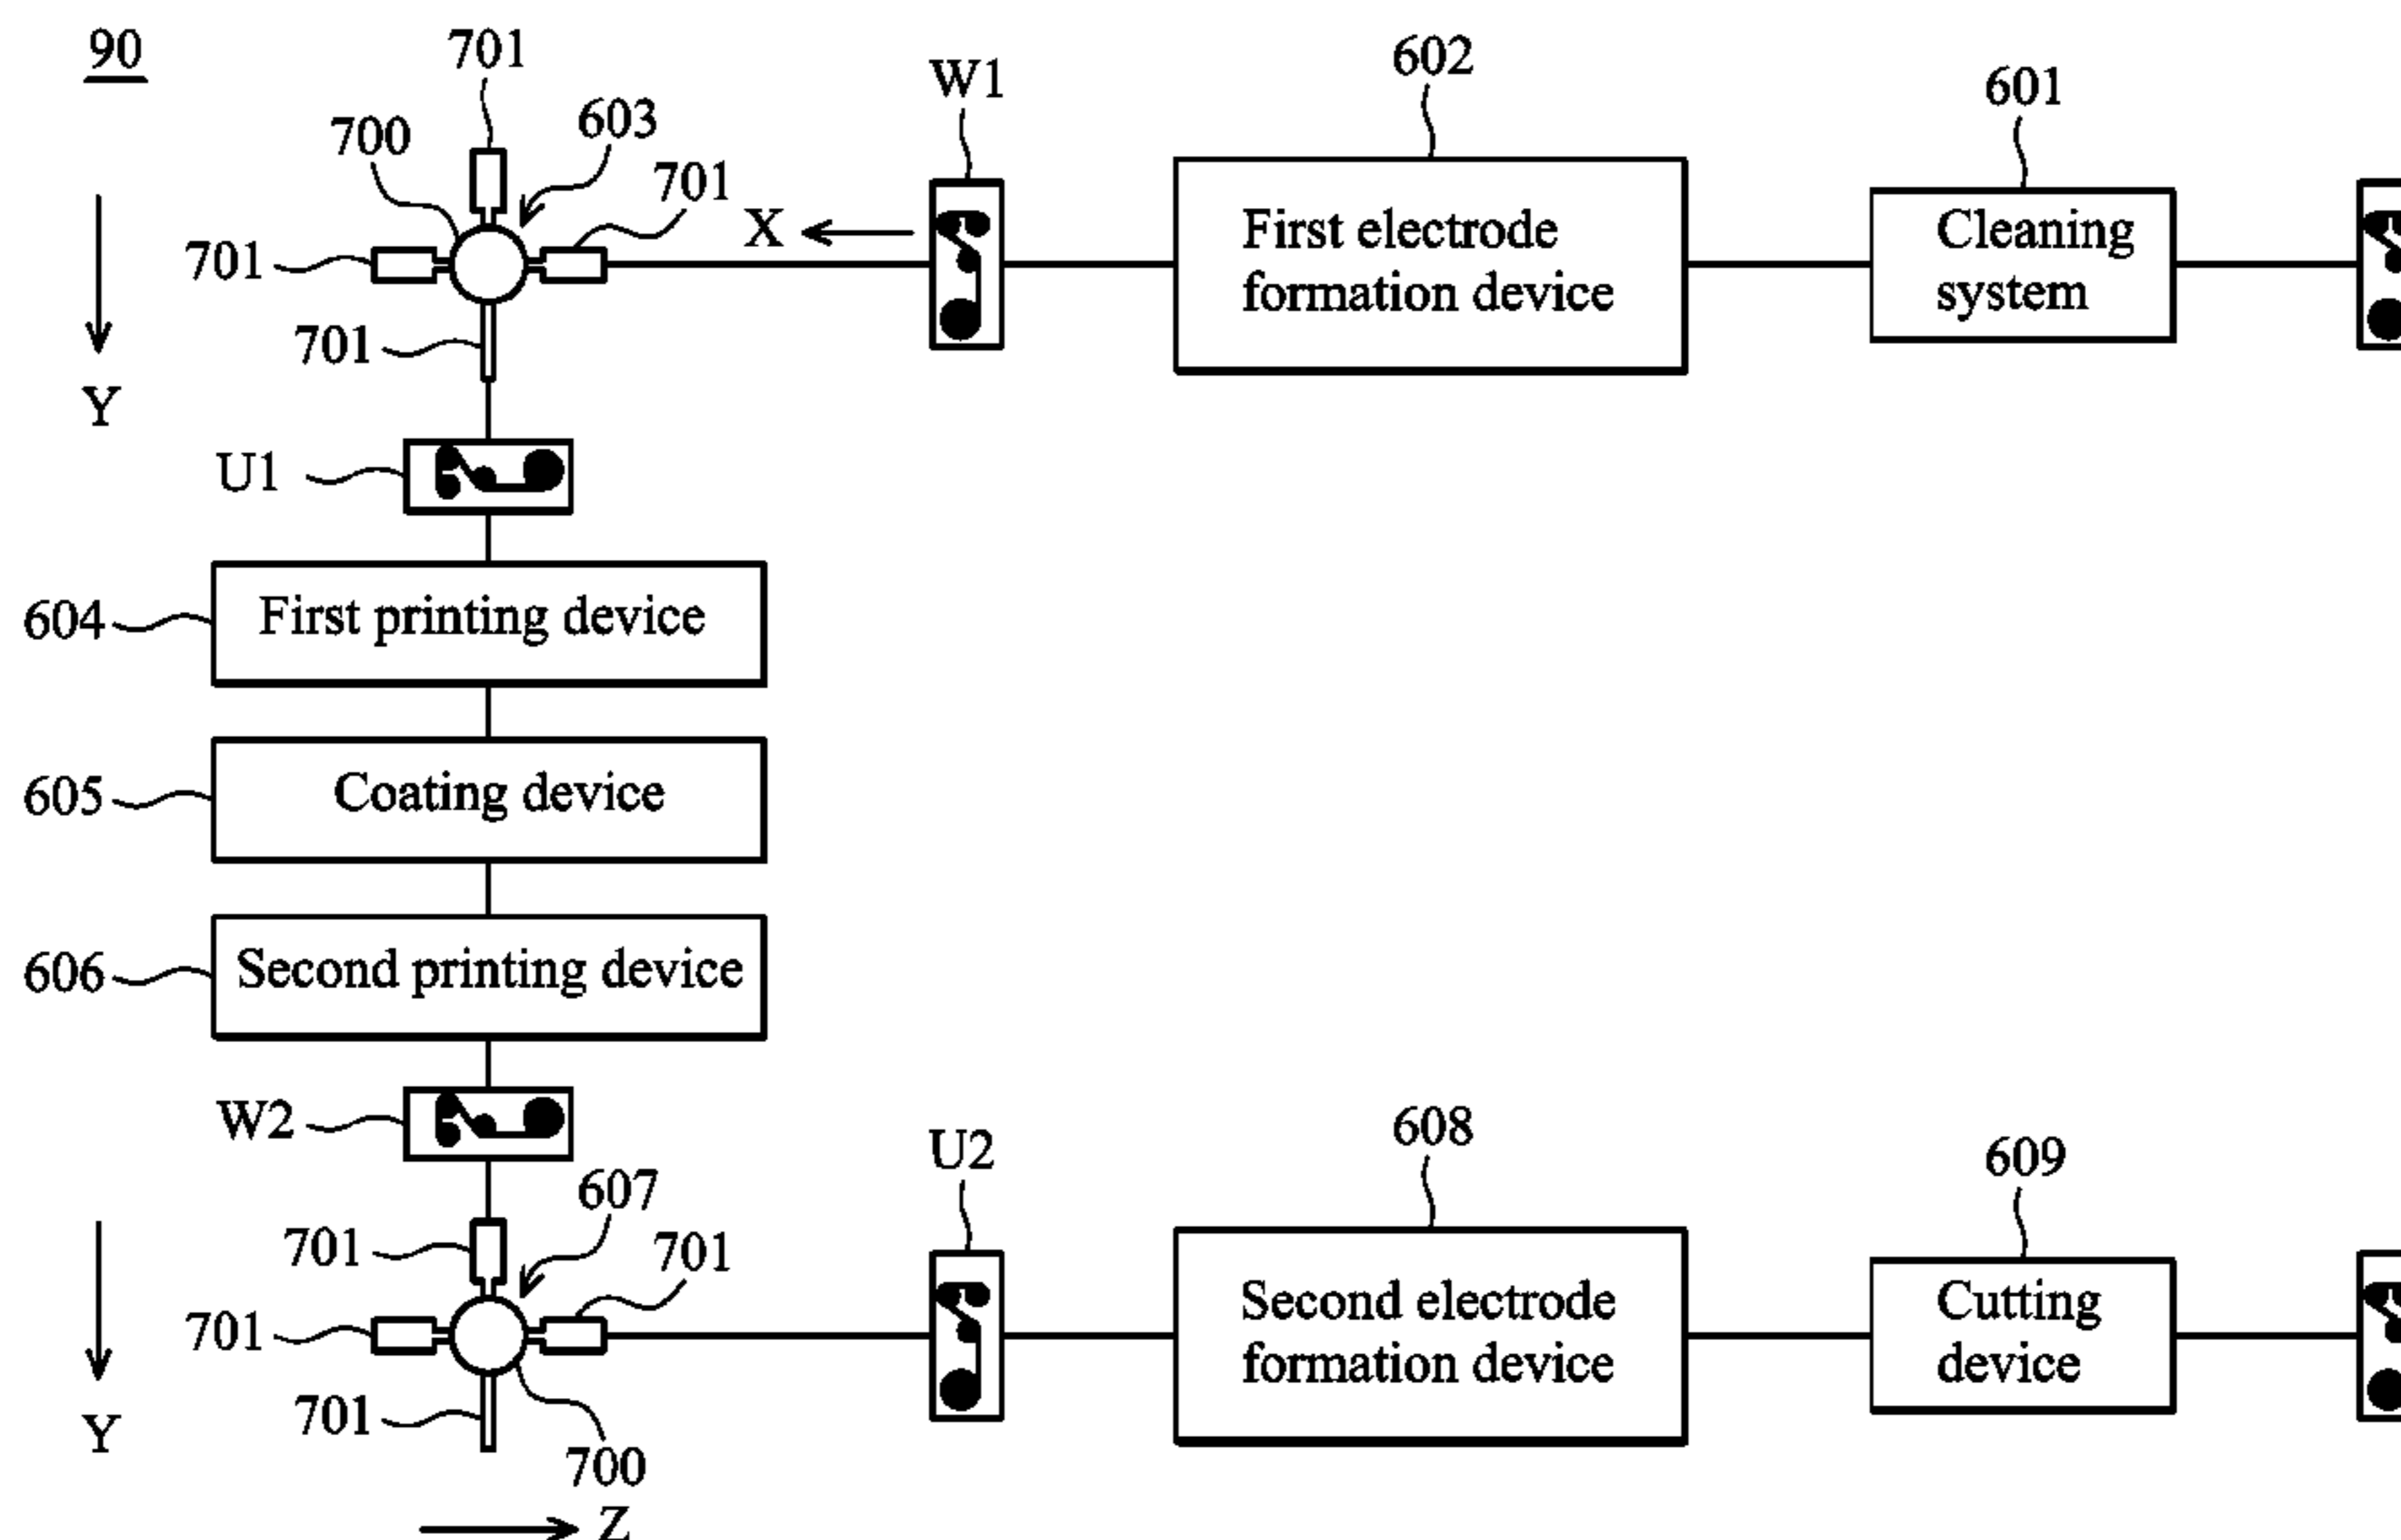 90
701
700
603
701
701
701
X
W1
602
601
Y
First electrode
formation device
Cleaning
system
U1
604
First printing device
605
Coating device
606
Second printing device
W2
607
701
701
701
701
700
Y
Z
U2
608
609
Second electrode
formation device
Cutting
device